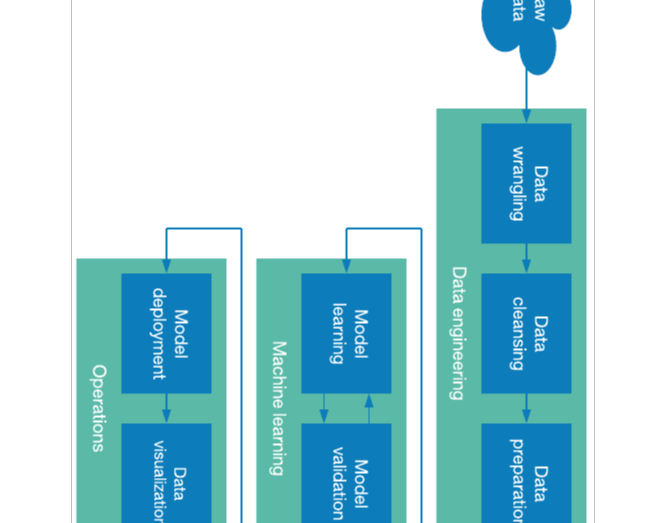 aw
ata
Data
wrangling
Data
cleansing
Data
preparation
Data engineering
Model
learning
Model
validation
Machine learning
Model
deployment
Data
visualization
Operations